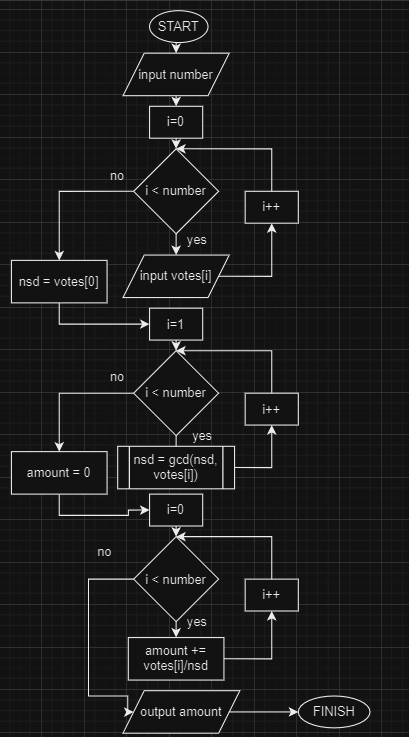 START
input number
i=0
i < number
no
yes
i++
input votes[i]
nsd = votes[0]
i=1
i < number
no
yes
i++
nsd = gcd(nsd,
votes[i])
amount = 0
i=0
i < number
no
yes
i++
amount +=
votes[i]/nsd
output amount
FINISH